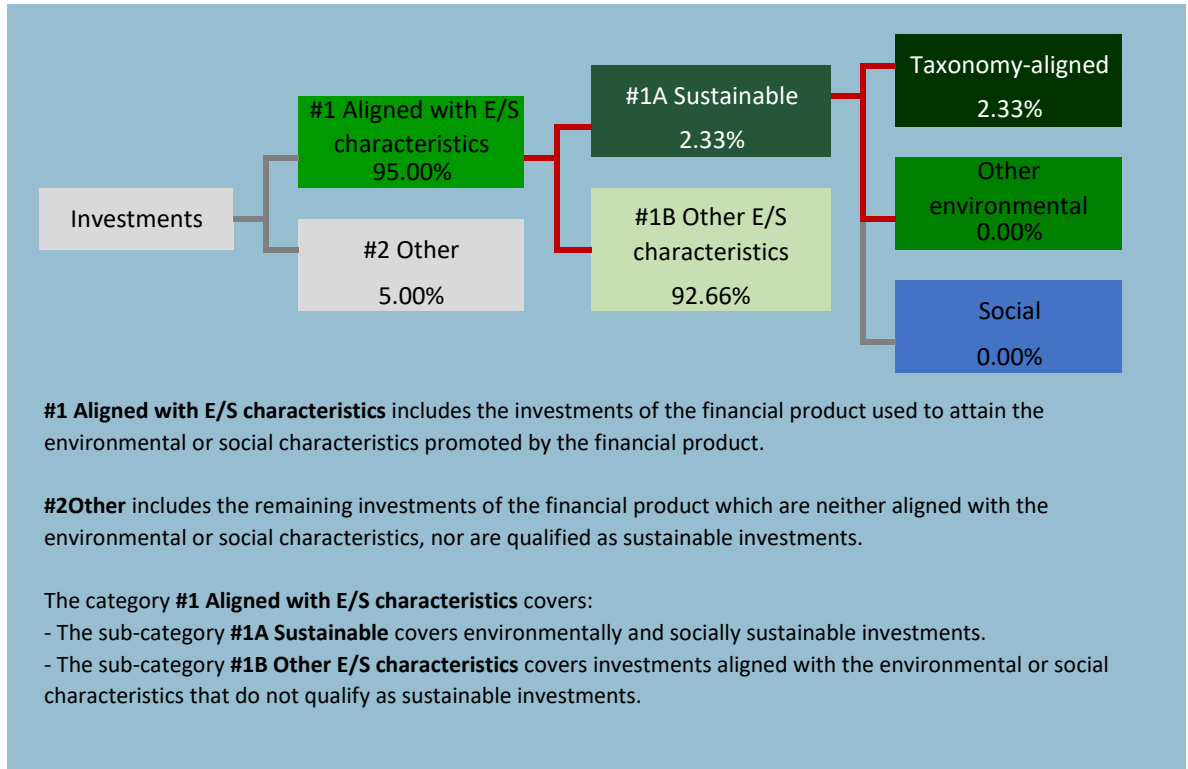 Investments
#1 Aligned with E/S
characteristics
95.00%
#2 Other
5.00%
#1A Sustainable
2.33%
#1B Other E/S
characteristics
92.66%
Taxonomy-aligned
2.33%
Other
environmental
0.00%
Social
0.00%
#1 Aligned with E/S characteristics includes the investments of the financial product used to attain the
environmental or social characteristics promoted by the financial product.
#2Other includes the remaining investments of the financial product which are neither aligned with the
environmental or social characteristics, nor are qualified as sustainable investments.
The category #1 Aligned with E/S characteristics covers:
- The sub-category #1A Sustainable covers environmentally and socially sustainable investments.
- The sub-category #1B Other E/S characteristics covers investments aligned with the environmental or social
characteristics that do not qualify as sustainable investments.